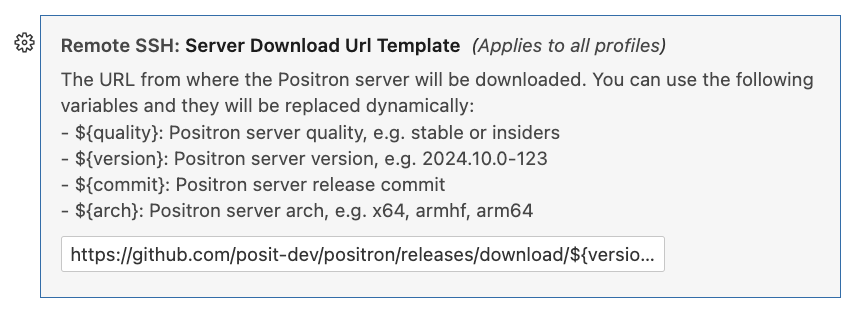 Remote SSH: Server Download Url Template (Applies to all profiles)
The URL from where the Positron server will be downloaded. You can use the following
variables and they will be replaced dynamically:
- ${quality}: Positron server quality, e.g. stable or insiders
- ${version}: Positron server version, e.g. 2024.10.0-123
- ${commit}: Positron server release commit
- ${arch}: Positron server arch, e.g. x64, armhf, arm64
https://github.com/posit-dev/positron/releases/download/${versio...